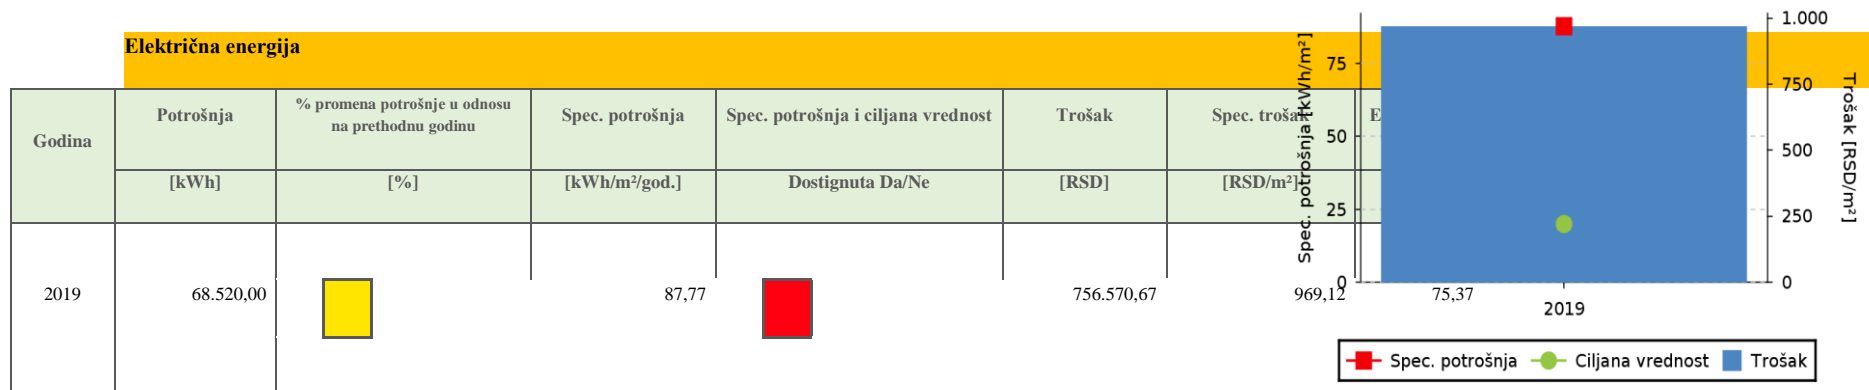 Električna energija
Godina
Potrošnja
% promena potrošnje u odnosu
na prethodnu godinu
Spec. potrošnja
Spec. potrošnja i ciljana vrednost
Trošak
Spec. trošak
E
[kWh]
[%]
[kWh/m²/god.]
Dostignuta Da/Ne
[RSD]
[RSD/m²]
2019
68.520,00
87,77
756.570,67
969,12
75,37
Spec. potrošnja [kWh/m²]
75
50
25
0
1.000
750
500
250
0
Trošak [RSD/m²]
2019
Spec. potrošnja
Ciljana vrednost
Trošak